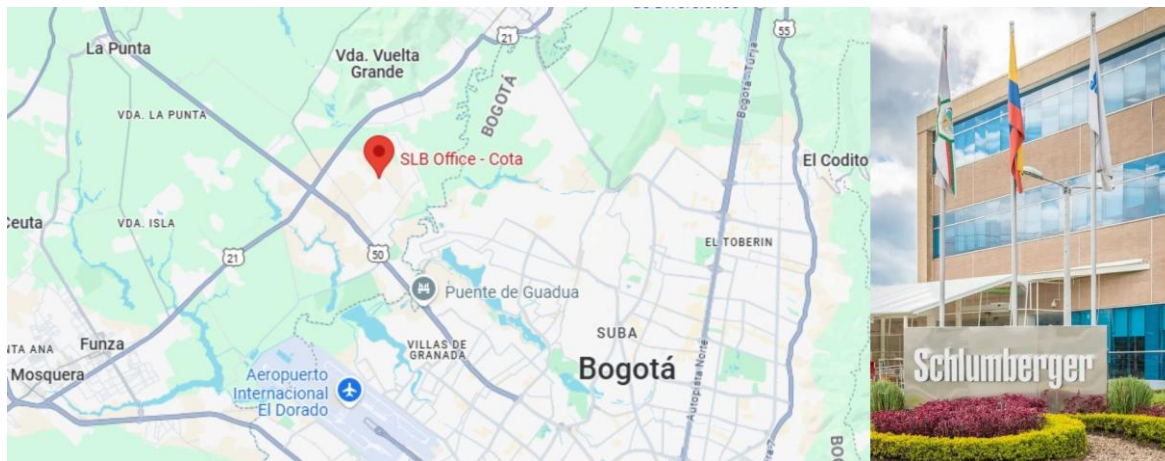 La Punta
Vda. Vuelta
Grande
21
BOGOTÁ
Bogotá - Tunja
55
VDA. LA PUNTA
SLB Office - Cota
El Codito
VDA. ISLA
21
50
EL TOBERIN
Puente de Guadua
Funza
Mosquera
VILLAS DE
GRANADA
SUBA
Bogotá
Aeropuerto
Internacional
El Dorado
Autopista Norte
Schlumberger